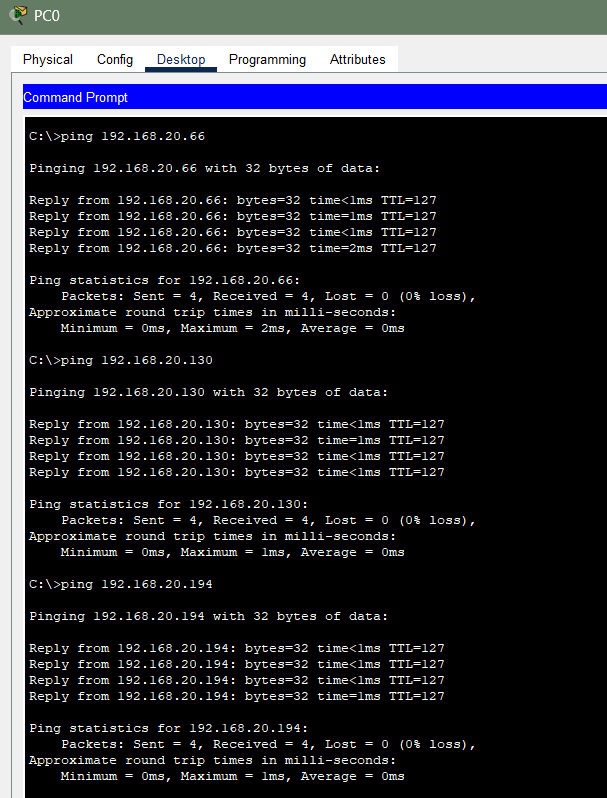 PC0
Physical Config Desktop Programming Attributes
Command Prompt
C:\>ping 192.168.20.66
Pinging 192.168.20.66 with 32 bytes of data:
Reply from 192.168.20.66: bytes=32 time<1ms TTL=127
Reply from 192.168.20.66: bytes=32 time=1ms TTL=127
Reply from 192.168.20.66: bytes=32 time<1ms TTL=127
Reply from 192.168.20.66: bytes=32 time=2ms TTL=127
Ping statistics for 192.168.20.66:
Packets: Sent = 4, Received = 4, Lost = 0 (0% loss),
Approximate round trip times in milli-seconds:
Minimum = 0ms, Maximum = 2ms, Average = 0ms
C:\>ping 192.168.20.130
Pinging 192.168.20.130 with 32 bytes of data:
Reply from 192.168.20.130: bytes=32 time<1ms TTL=127
Reply from 192.168.20.130: bytes=32 time=1ms TTL=127
Reply from 192.168.20.130: bytes=32 time<1ms TTL=127
Reply from 192.168.20.130: bytes=32 time<1ms TTL=127
Ping statistics for 192.168.20.130:
Packets: Sent = 4, Received = 4, Lost = 0 (0% loss),
Approximate round trip times in milli-seconds:
Minimum = 0ms, Maximum = 1ms, Average = 0ms
C:\>ping 192.168.20.194
Pinging 192.168.20.194 with 32 bytes of data:
Reply from 192.168.20.194: bytes=32 time<1ms TTL=127
Reply from 192.168.20.194: bytes=32 time<1ms TTL=127
Reply from 192.168.20.194: bytes=32 time<1ms TTL=127
Reply from 192.168.20.194: bytes=32 time=1ms TTL=127
Ping statistics for 192.168.20.194:
Packets: Sent = 4, Received = 4, Lost = 0 (0% loss),
Approximate round trip times in milli-seconds:
Minimum = 0ms, Maximum = 1ms, Average = 0ms